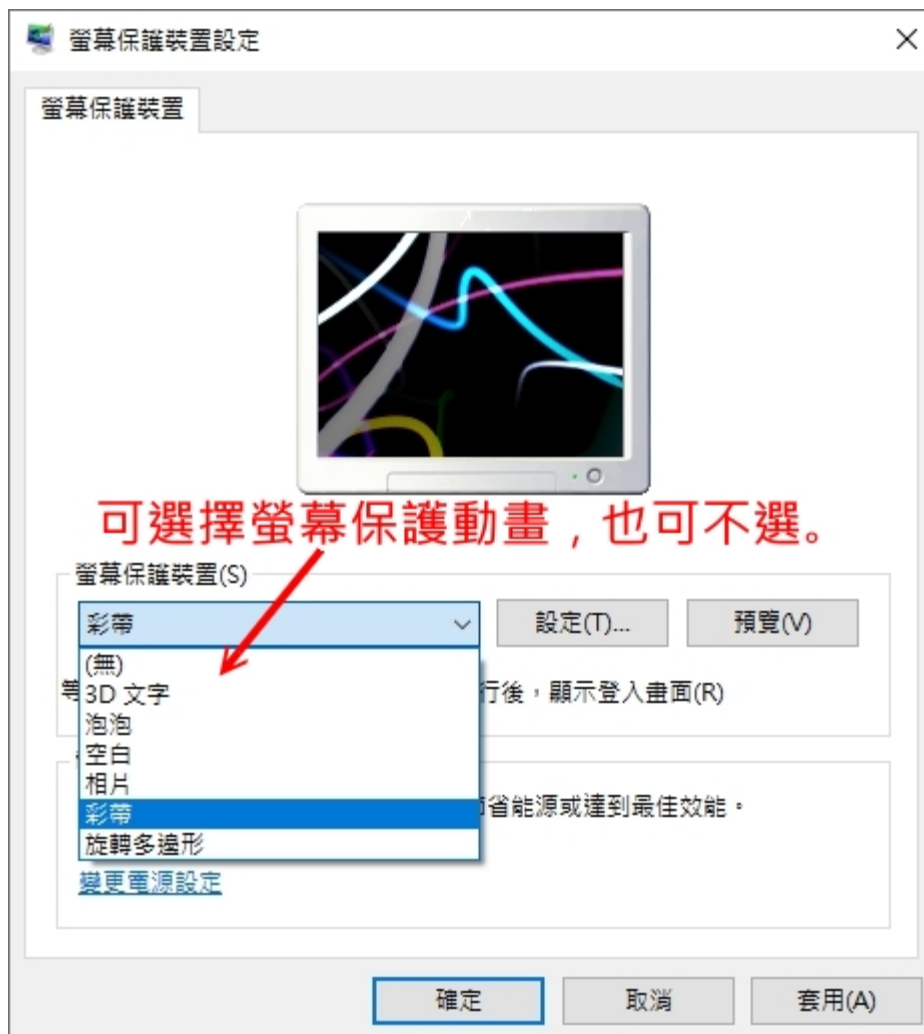 螢幕保護裝置設定
螢幕保護裝置
可選擇螢幕保護動畫，也可不選。
螢幕保護裝置(S)
彩帶
設定(T)...
預覽(V)
(無)
等
行後，顯示登入畫面(R)
3D 文字
泡泡
空白
相片
彩帶
省能源或達到最佳效能。
旋轉多邊形
變更電源設定
確定
取消
套用(A)